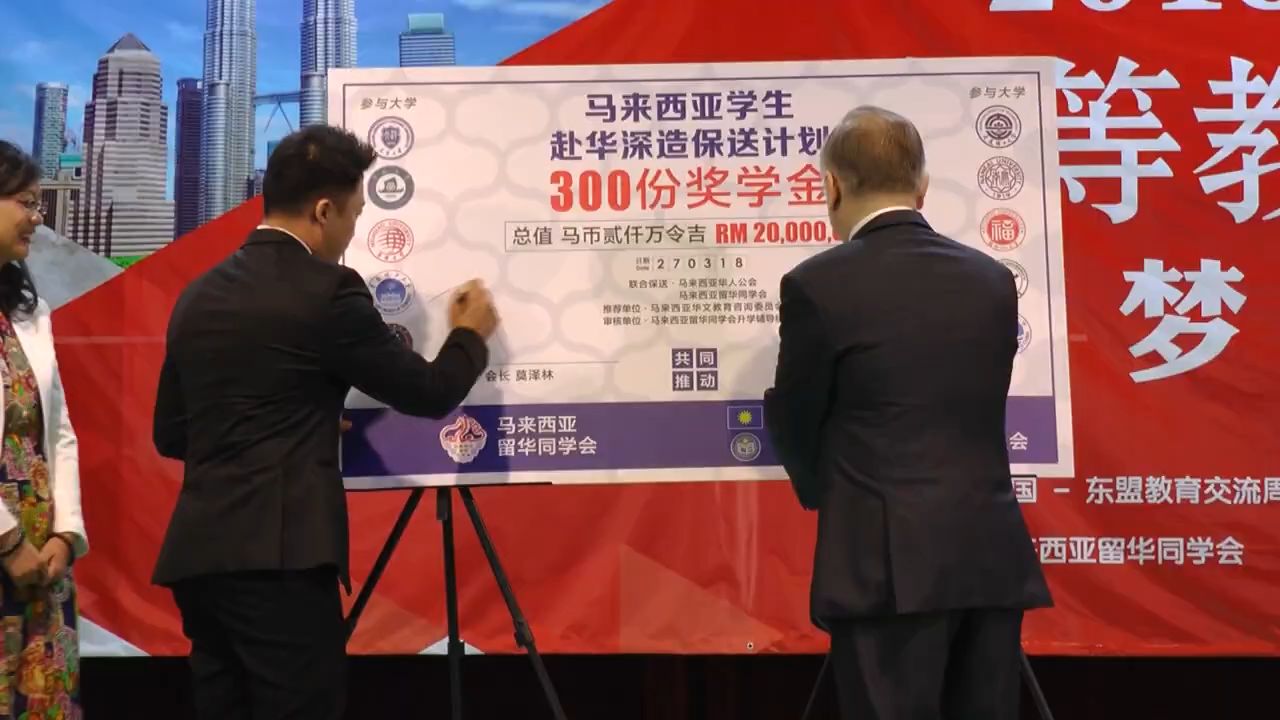 等教
梦
参与大学
参与大学
马来西亚学生
赴华深造保送计划
300份奖学金
总值 马币贰仟万令吉 RM 20,000,
日期
Date
270318
联合保送·马来西亚华人公会
马来西亚留华同学会
推荐单位·马来西亚华文教育咨询委员会
审核单位·马来西亚留华同学会升学辅导
会长 莫泽林
共同
推动
马来西亚
留华同学会
会
国 - 东盟教育交流周
西亚留华同学会